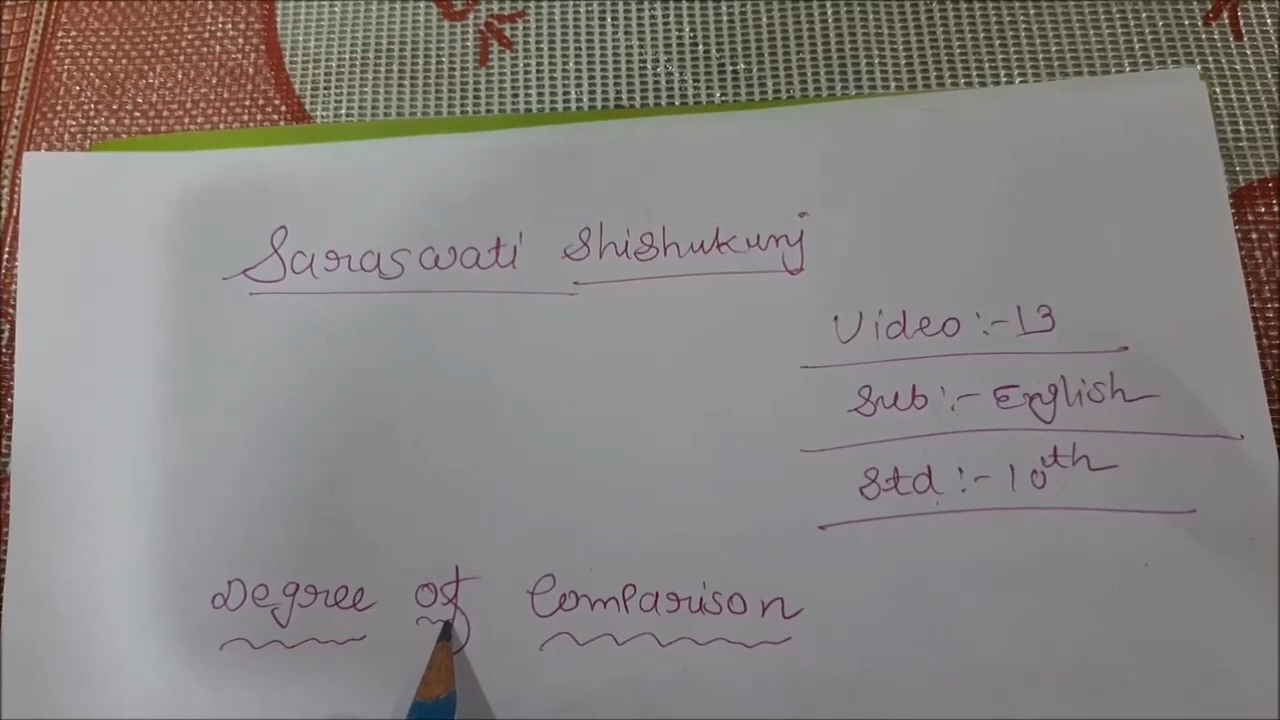 Saraswati Shishukunj
Video :- 13
Sub :- English
Std :- 10th
Degree of Comparison